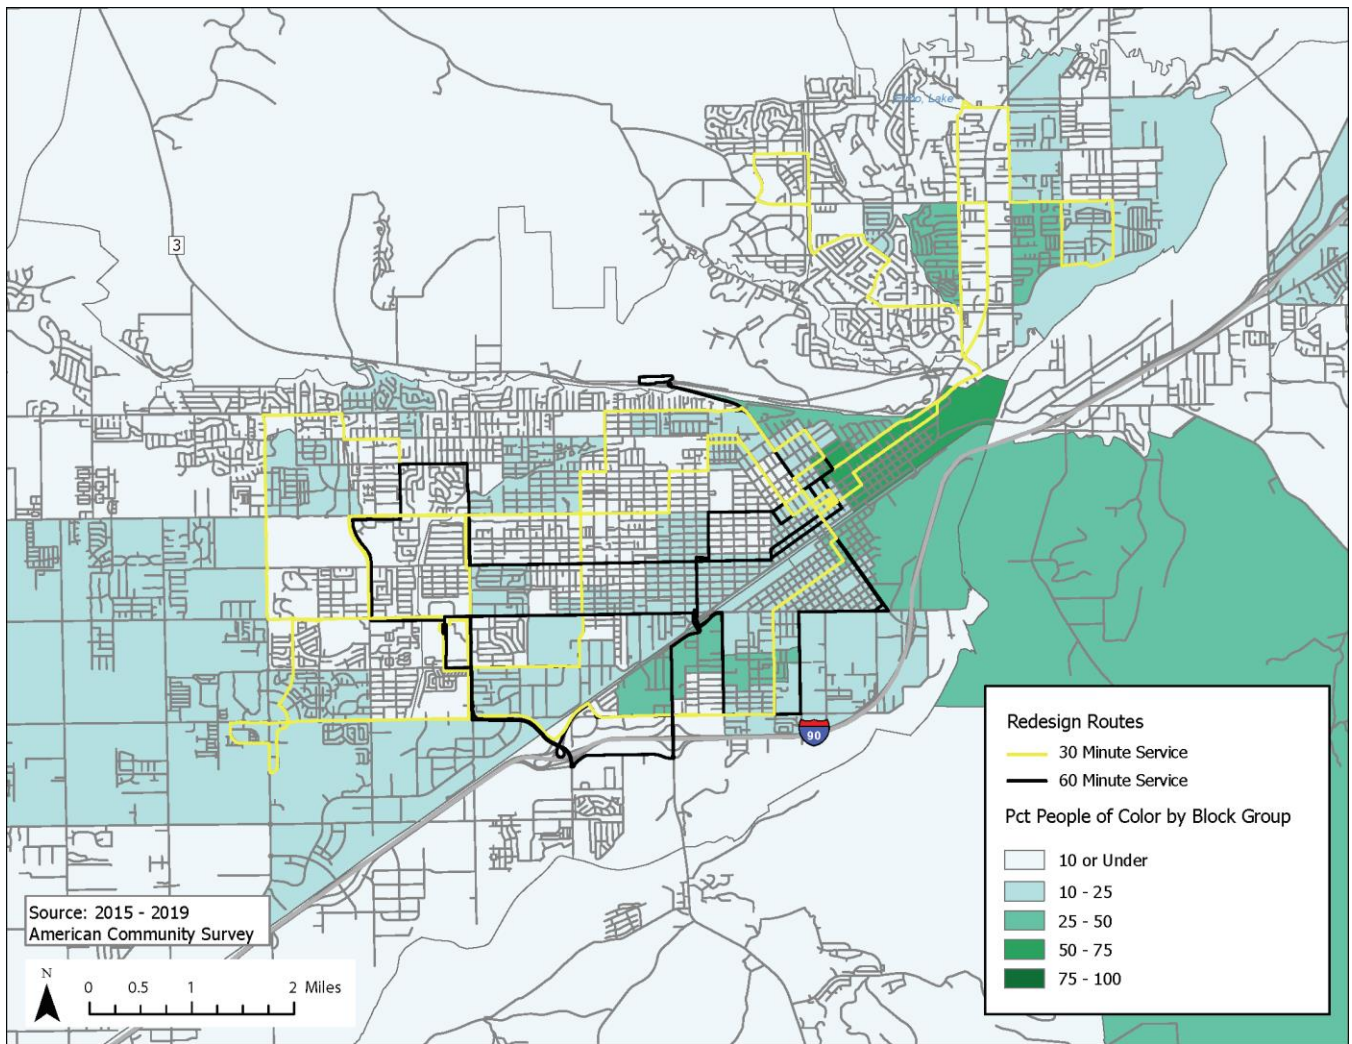 Lake
3
90
Redesign Routes
30 Minute Service
60 Minute Service
Pct People of Color by Block Group
10 or Under
10 - 25
25 - 50
50 - 75
75 - 100
Source: 2015 - 2019
American Community Survey
N
0 0.5 1 2 Miles